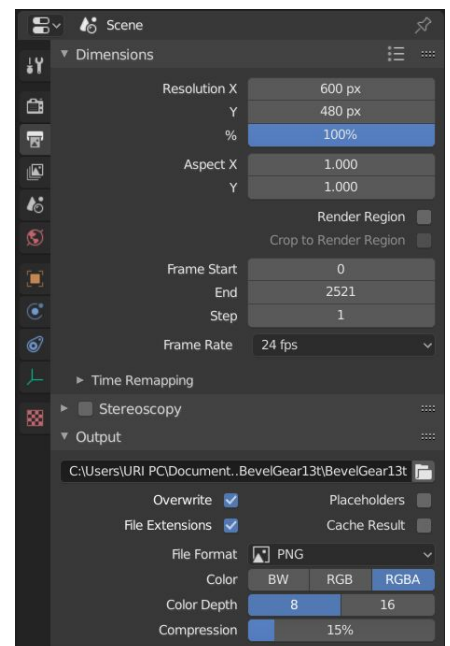 Scene
Dimensions
Resolution X 600 px
Y 480 px
% 100%
Aspect X 1.000
Y 1.000
Render Region
Crop to Render Region
Frame Start 0
End 2521
Step 1
Frame Rate 24 fps
Time Remapping
Stereoscopy
Output
C:\Users\URI PC\Document..BevelGear13t\BevelGear13t
Overwrite Placeholders
File Extensions Cache Result
File Format PNG
Color BW RGB RGBA
Color Depth 8 16
Compression 15%